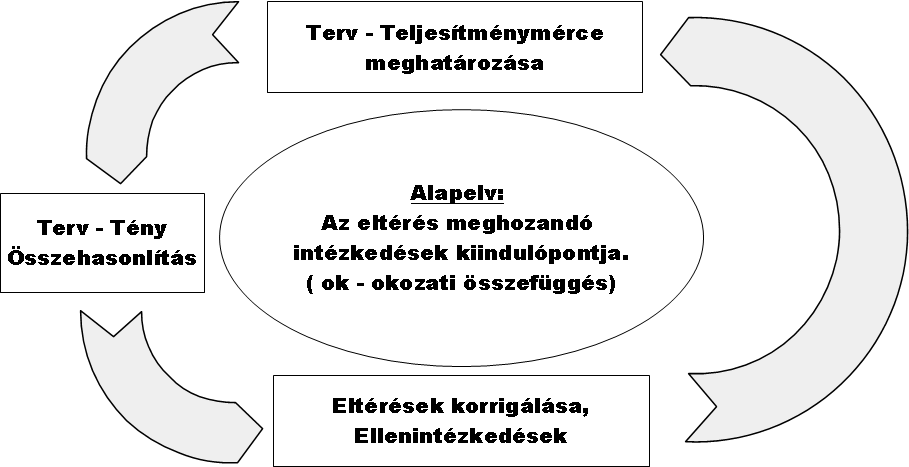 Terv - Teljesítménymérce
meghatározása
Alapelv:
Az eltérés meghozandó
intézkedések kiindulópontja.
( ok - okozati összefüggés)
Terv - Tény
Összehasonlítás
Eltérések korrigálása,
Ellenintézkedések